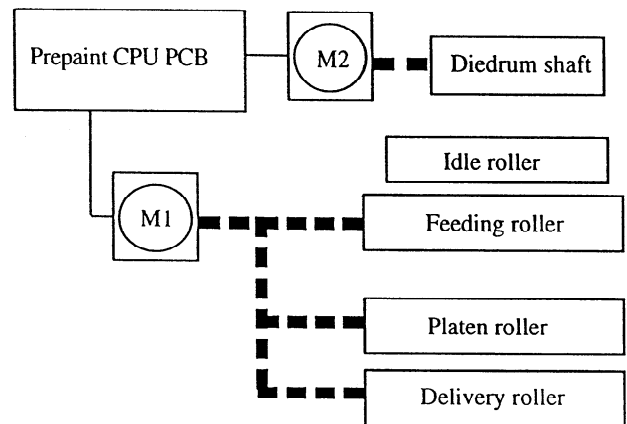 Prepaint CPU PCB
M2
Diedrum shaft
Idle roller
M1
Feeding roller
Platen roller
Delivery roller